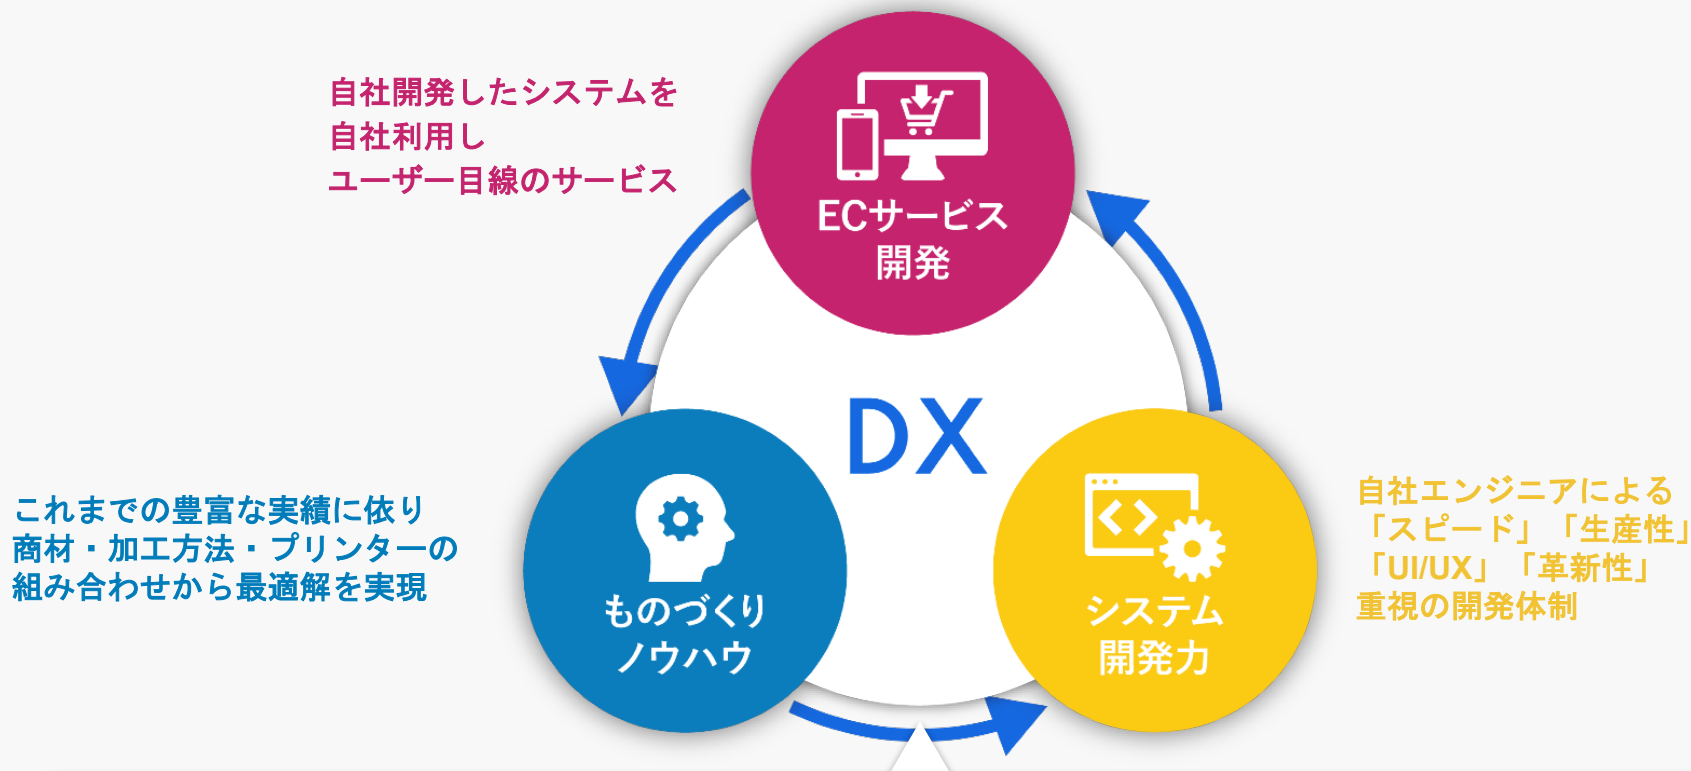 自社開発したシステムを
自社利用し
ユーザー目線のサービス
ECサービス
開発
DX
これまでの豊富な実績に依り
商材・加工方法・プリンターの
組み合わせから最適解を実現
ものづくり
ノウハウ
システム
開発力
自社エンジニアによる
「スピード」「生産性」
「UI/UX」「革新性」
重視の開発体制